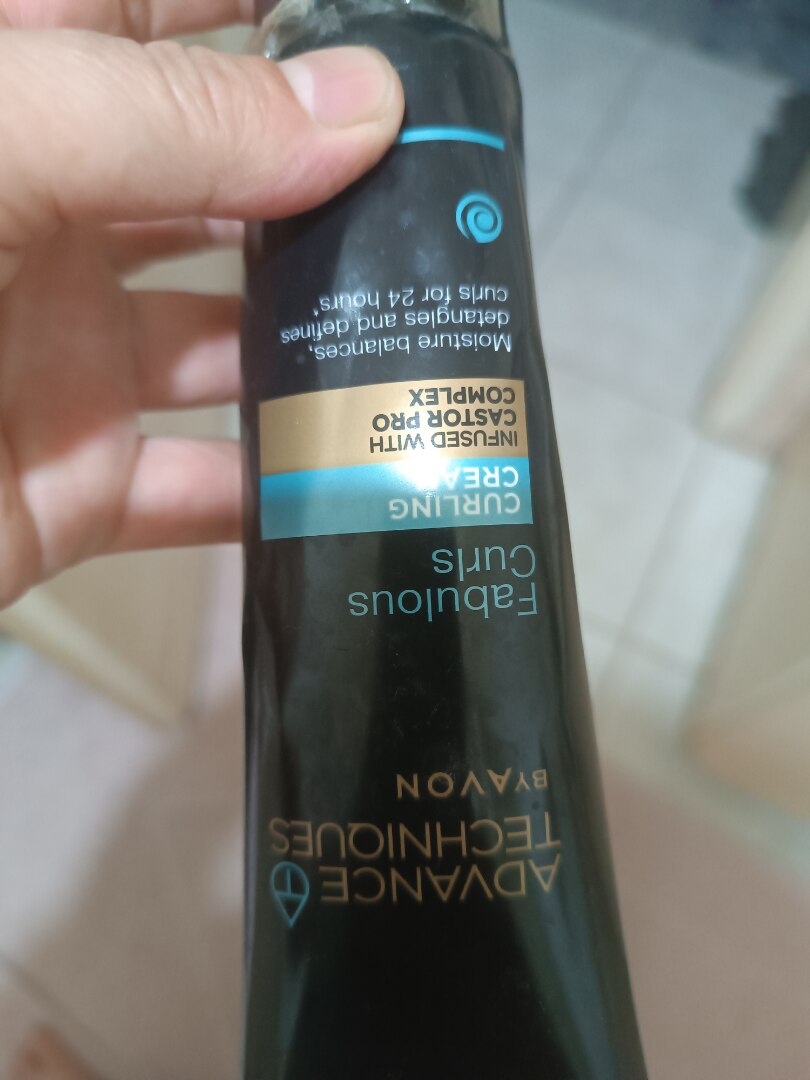 ADVANCE
TECHNIQUES
BY AVON
Fabulous
Curls
CURLING
CREAM
INFUSED WITH
CASTOR PRO
COMPLEX
Moisture balances,
detangles and defines
curls for 24 hours*